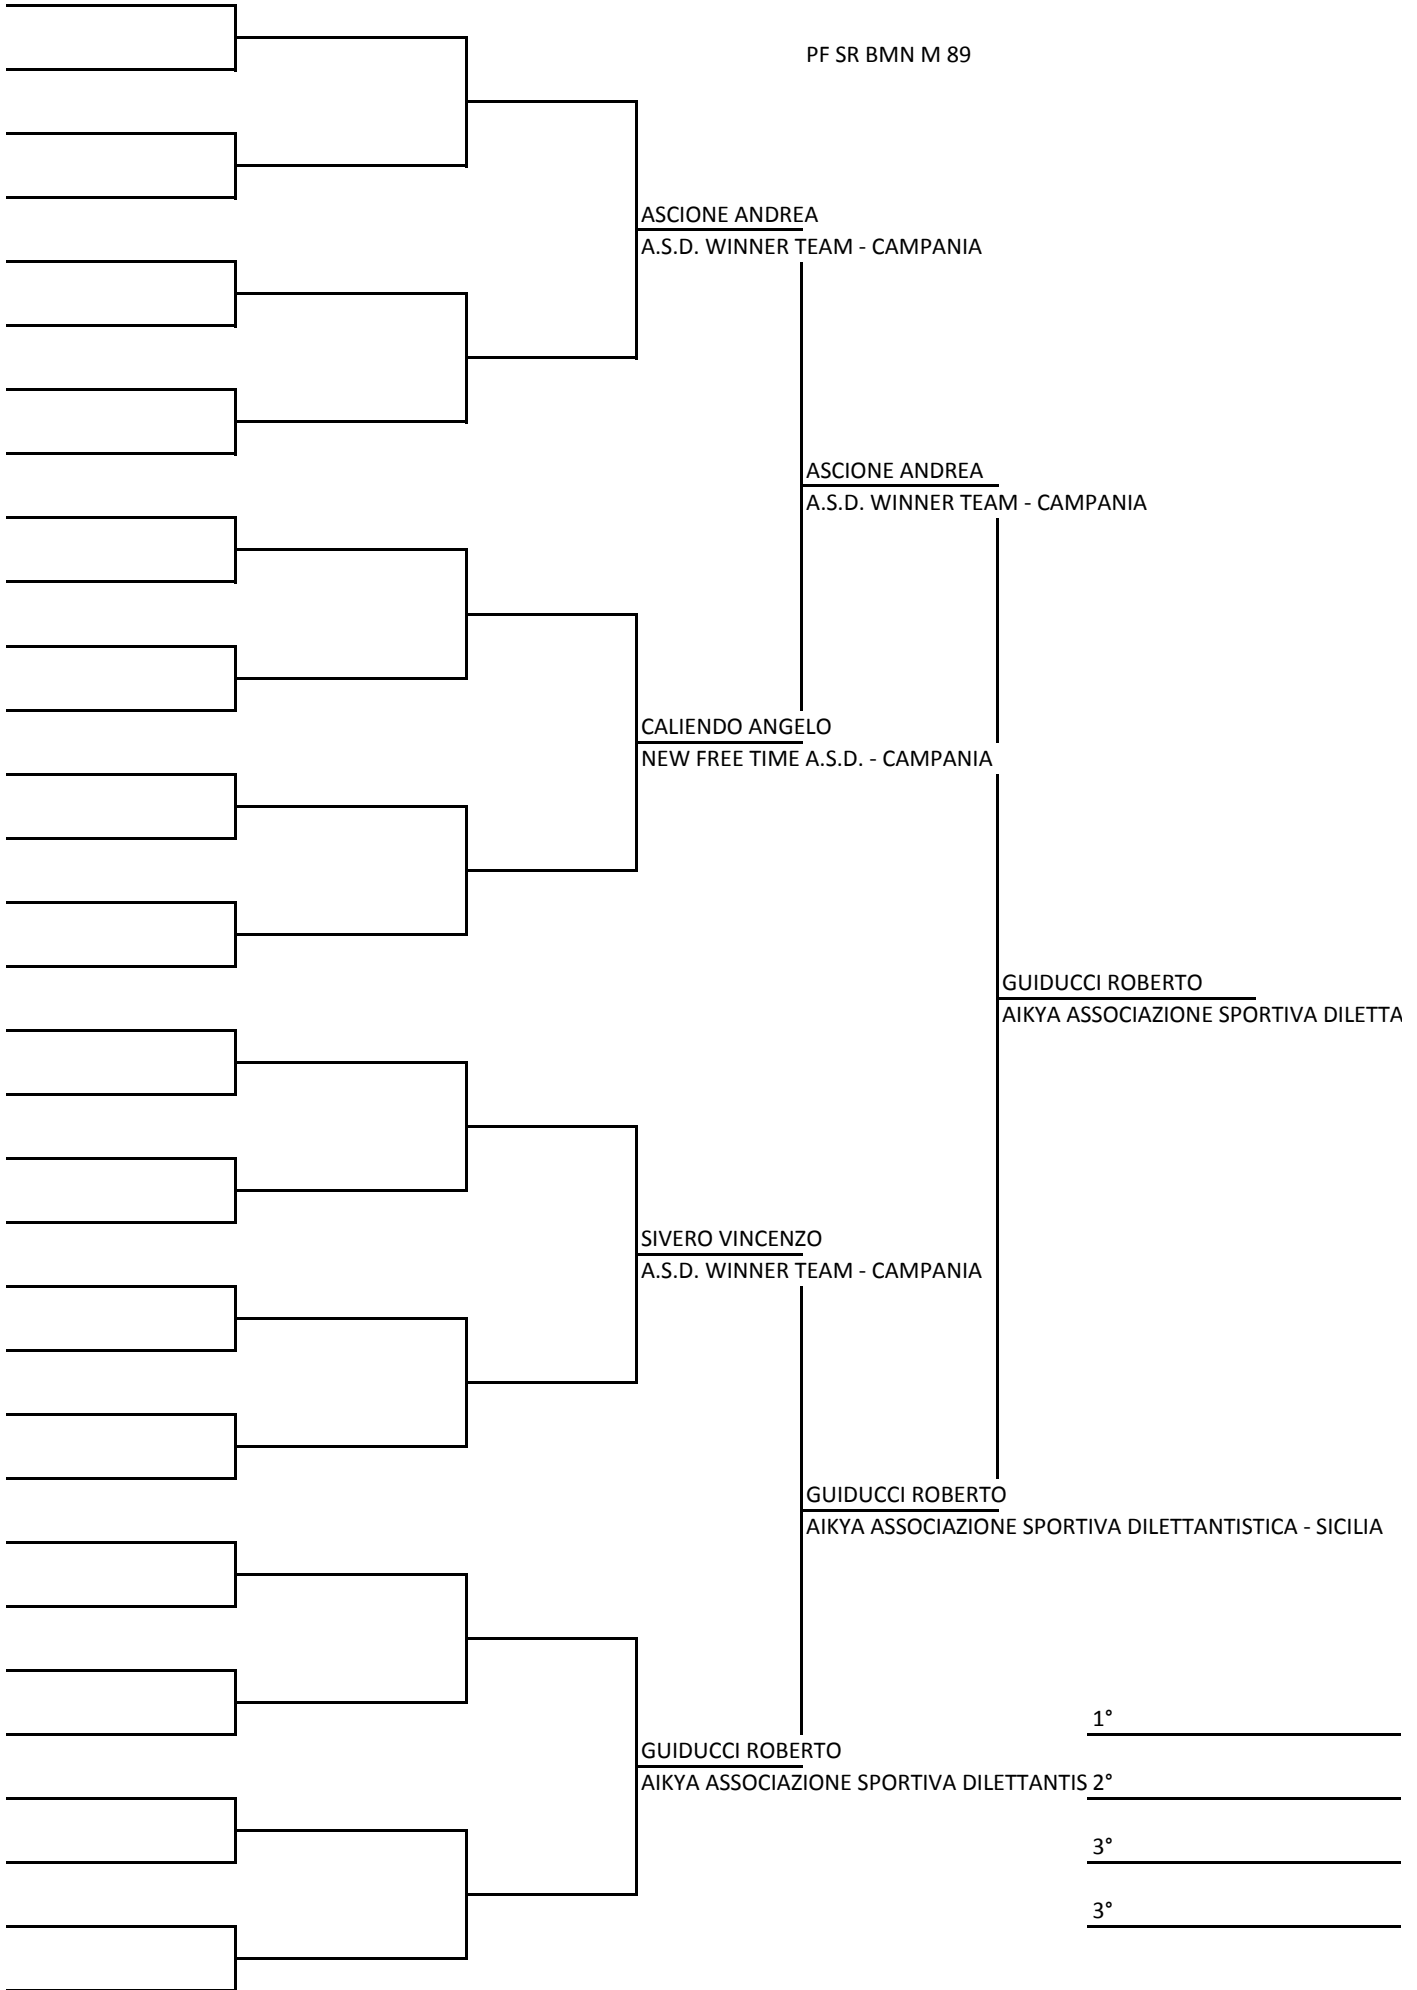 PF SR BMN M 89
ASCIONE ANDREA
A.S.D. WINNER TEAM - CAMPANIA
ASCIONE ANDREA
A.S.D. WINNER TEAM - CAMPANIA
CALIENDO ANGELO
NEW FREE TIME A.S.D. - CAMPANIA
GUIDUCCI ROBERTO
AIKYA ASSOCIAZIONE SPORTIVA DILETTA
SIVERO VINCENZO
A.S.D. WINNER TEAM - CAMPANIA
GUIDUCCI ROBERTO
AIKYA ASSOCIAZIONE SPORTIVA DILETTANTISTICA - SICILIA
1°
GUIDUCCI ROBERTO
AIKYA ASSOCIAZIONE SPORTIVA DILETTANTIS
2°
3°
3°